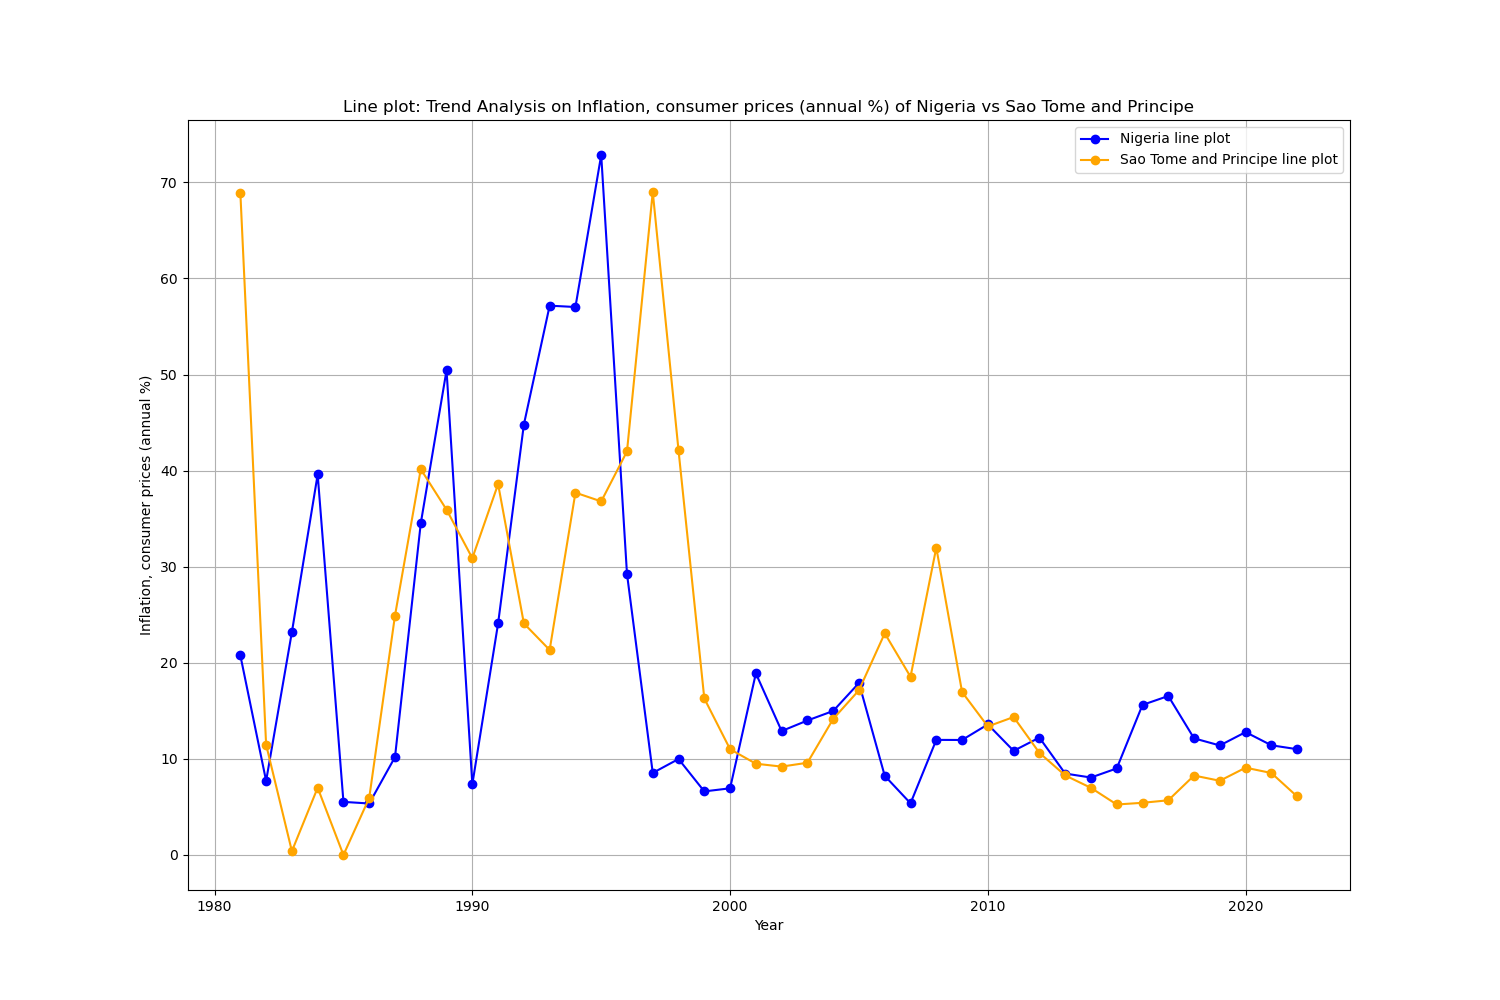 Line plot: Trend Analysis on Inflation, consumer prices (annual %) of Nigeria vs Sao Tome and Principe
Nigeria line plot
Sao Tome and Principe line plot
Inflation, consumer prices (annual %)
70
60
50
40
30
20
10
0
1980 1990 2000 2010 2020
Year